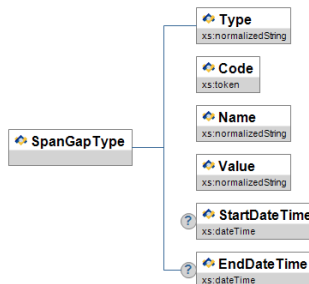 Type
xs:normalizedString
Code
xs:token
Name
xs:normalizedString
SpanGapType
Value
xs:normalizedString
? StartDateTime
xs:dateTime
? EndDateTime
xs:dateTime